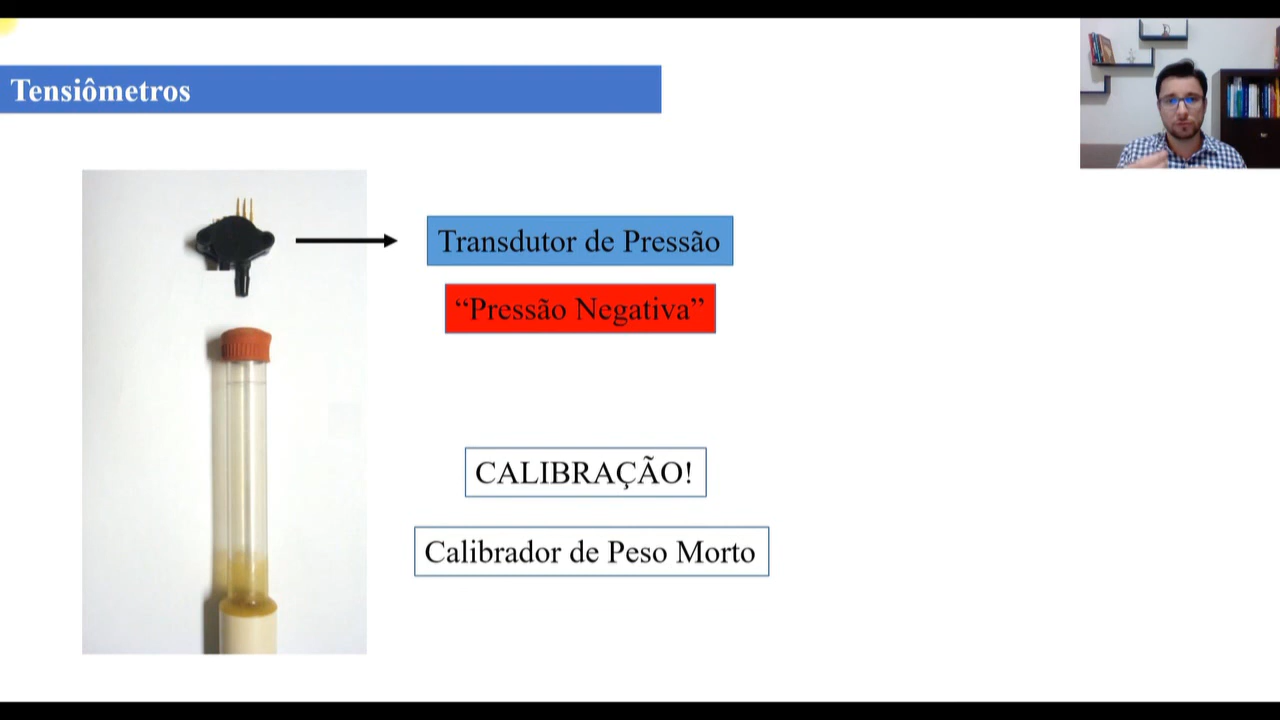 Tensiômetros
Transdutor de Pressão
“Pressão Negativa”
CALIBRAÇÃO!
Calibrador de Peso Morto